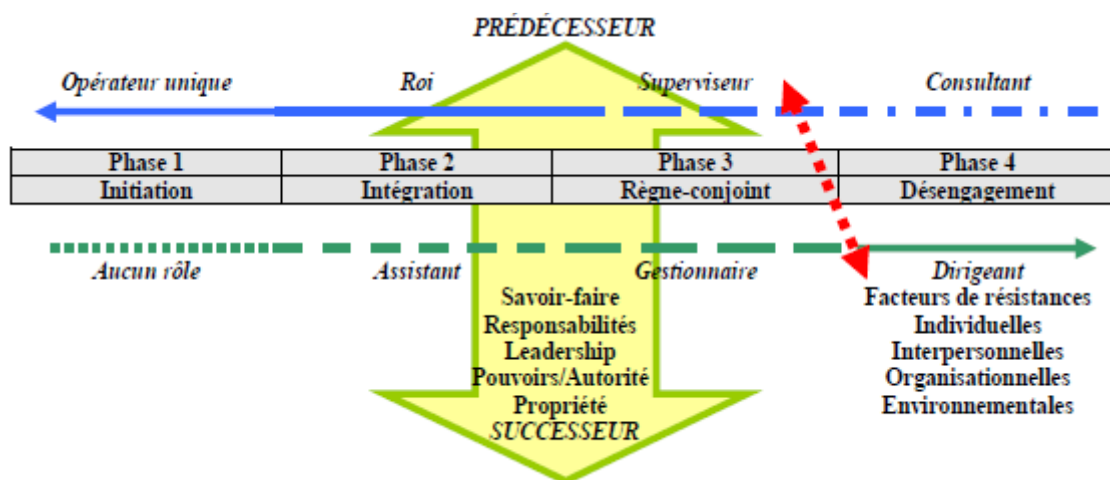 PRÉDÉCESSEUR
Opérateur unique Roi Superviseur Consultant
Phase 1 Phase 2 Phase 3 Phase 4
Initiation Intégration Règne-conjoint Désengagement
Aucun rôle Assistant Gestionnaire Dirigeant
Savoir-faire Facteurs de résistances
Responsabilités Individuelles
Leadership Interpersonnelles
Pouvoirs/Autorité Organisationnelles
Propriété Environnementales
SUCCESSEUR